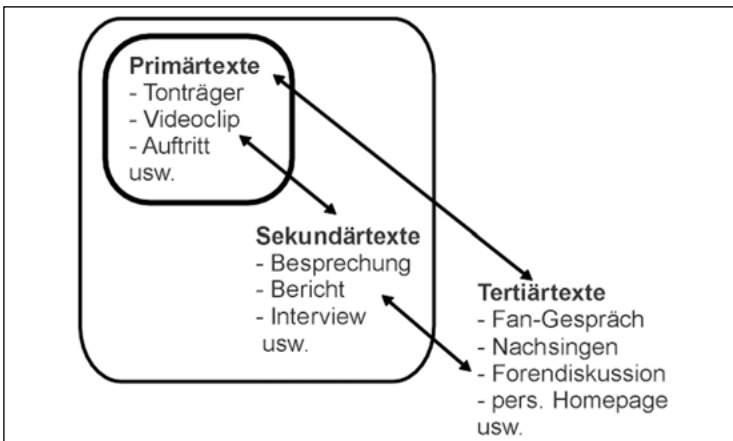 Primärtexte
- Tonträger
- Videoclip
- Auftritt
usw.
Sekundärtexte
- Besprechung
- Bericht
- Interview
usw.
Tertiärtexte
- Fan-Gespräch
- Nachsingen
- Forendiskussion
- pers. Homepage
usw.